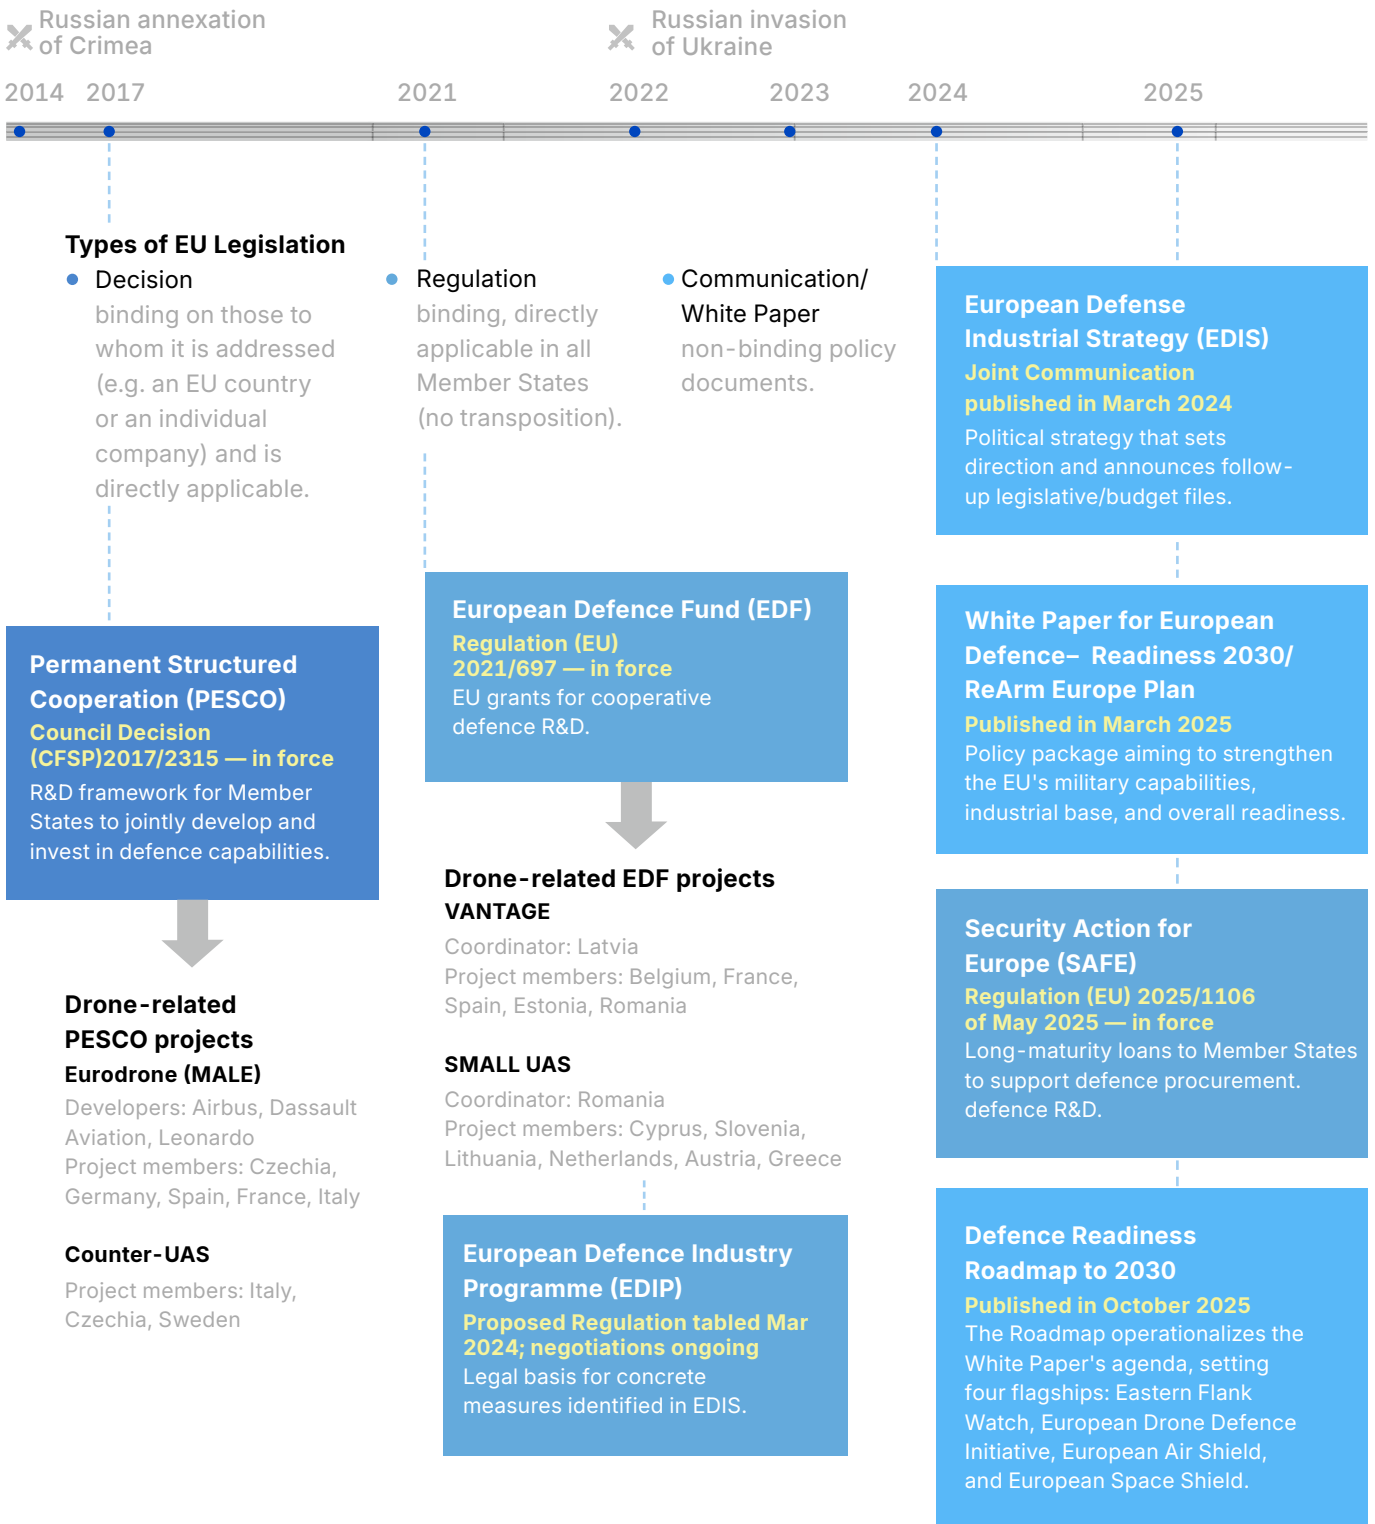 Russian annexation
of Crimea
Russian invasion
of Ukraine
2014 2017 2021 2022 2023 2024 2025
Types of EU Legislation
Decision
binding on those to
whom it is addressed
(e.g. an EU country
or an individual
company) and is
directly applicable.
Regulation
binding, directly
applicable in all
Member States
(no transposition).
Communication/
White Paper
non-binding policy
documents.
Permanent Structured
Cooperation (PESCO)
Council Decision
(CFSP)2017/2315 — in force
R&D framework for Member
States to jointly develop and
invest in defence capabilities.
Drone-related
PESCO projects
Eurodrone (MALE)
Developers: Airbus, Dassault
Aviation, Leonardo
Project members: Czechia,
Germany, Spain, France, Italy
Counter-UAS
Project members: Italy,
Czechia, Sweden
European Defence Fund (EDF)
Regulation (EU)
2021/697 — in force
EU grants for cooperative
defence R&D.
Drone-related EDF projects
VANTAGE
Coordinator: Latvia
Project members: Belgium, France,
Spain, Estonia, Romania
SMALL UAS
Coordinator: Romania
Project members: Cyprus, Slovenia,
Lithuania, Netherlands, Austria, Greece
European Defence Industry
Programme (EDIP)
Proposed Regulation tabled Mar
2024; negotiations ongoing
Legal basis for concrete
measures identified in EDIS.
European Defense
Industrial Strategy (EDIS)
Joint Communication
published in March 2024
Political strategy that sets
direction and announces follow-
up legislative/budget files.
White Paper for European
Defence– Readiness 2030/
ReArm Europe Plan
Published in March 2025
Policy package aiming to strengthen
the EU's military capabilities,
industrial base, and overall readiness.
Security Action for
Europe (SAFE)
Regulation (EU) 2025/1106
of May 2025 — in force
Long-maturity loans to Member States
to support defence procurement.
defence R&D.
Defence Readiness
Roadmap to 2030
Published in October 2025
The Roadmap operationalizes the
White Paper's agenda, setting
four flagships: Eastern Flank
Watch, European Drone Defence
Initiative, European Air Shield,
and European Space Shield.